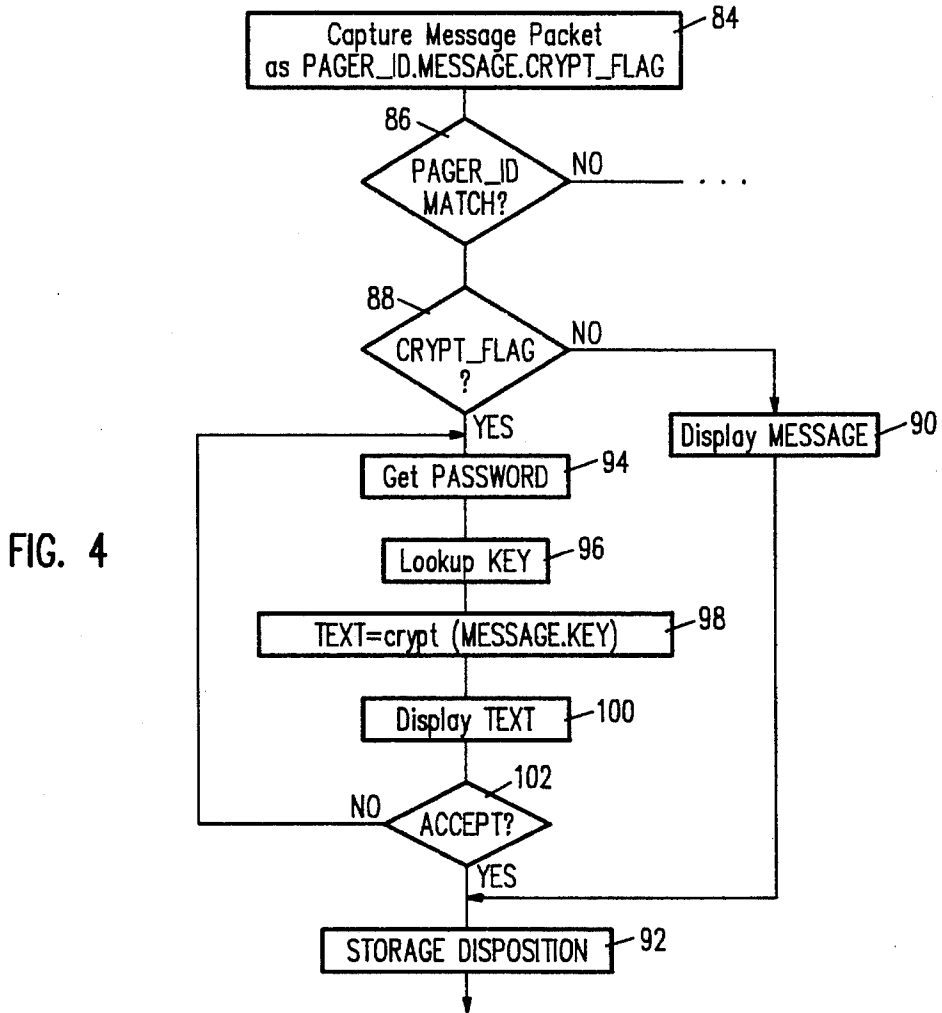 84
Capture Message Packet
as PAGER_ID.MESSAGE.CRYPT_FLAG
86
PAGER_ID
MATCH?
NO
. . .
88
CRYPT_FLAG
?
NO
YES
Display MESSAGE
90
Get PASSWORD
94
FIG. 4
Lookup KEY
96
TEXT=crypt (MESSAGE.KEY)
98
Display TEXT
100
102
NO
ACCEPT?
YES
STORAGE DISPOSITION
92